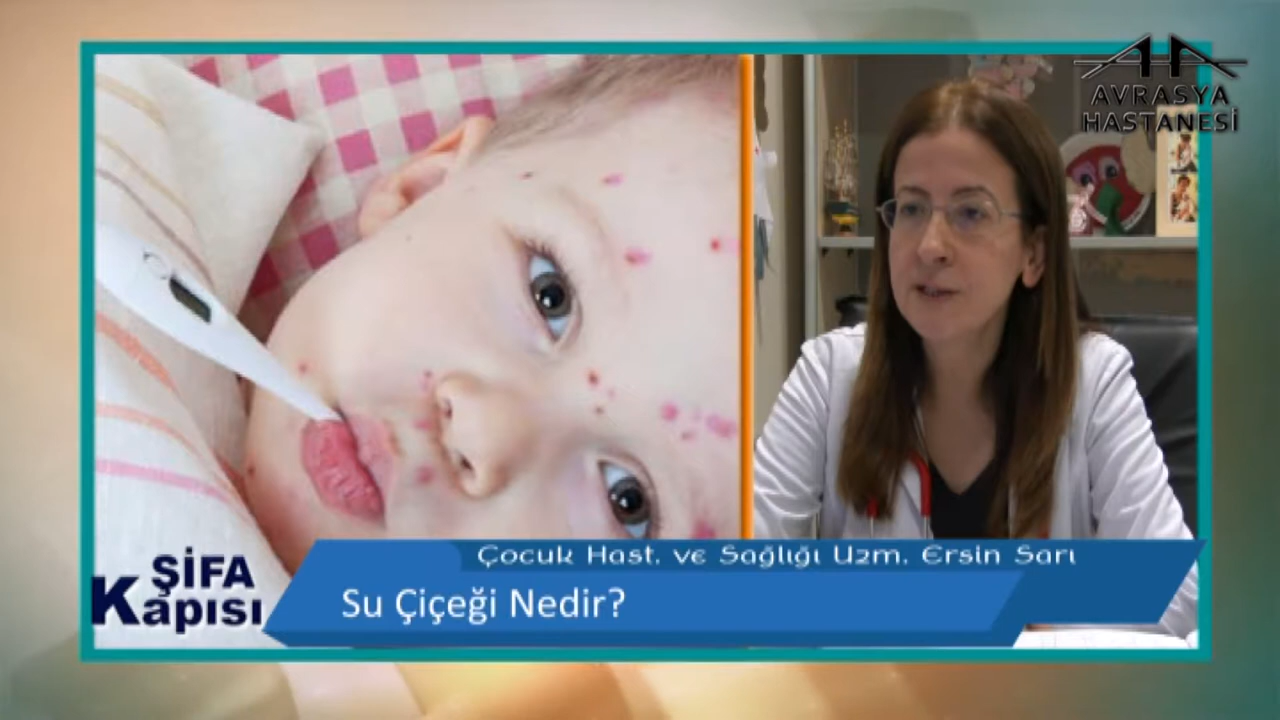 AVRASYA
HASTANESİ
Çocuk Hast. ve Sağlığı Uzm. Ersin Sarı
Su Çiçeği Nedir?
ŞİFA
Kapısı